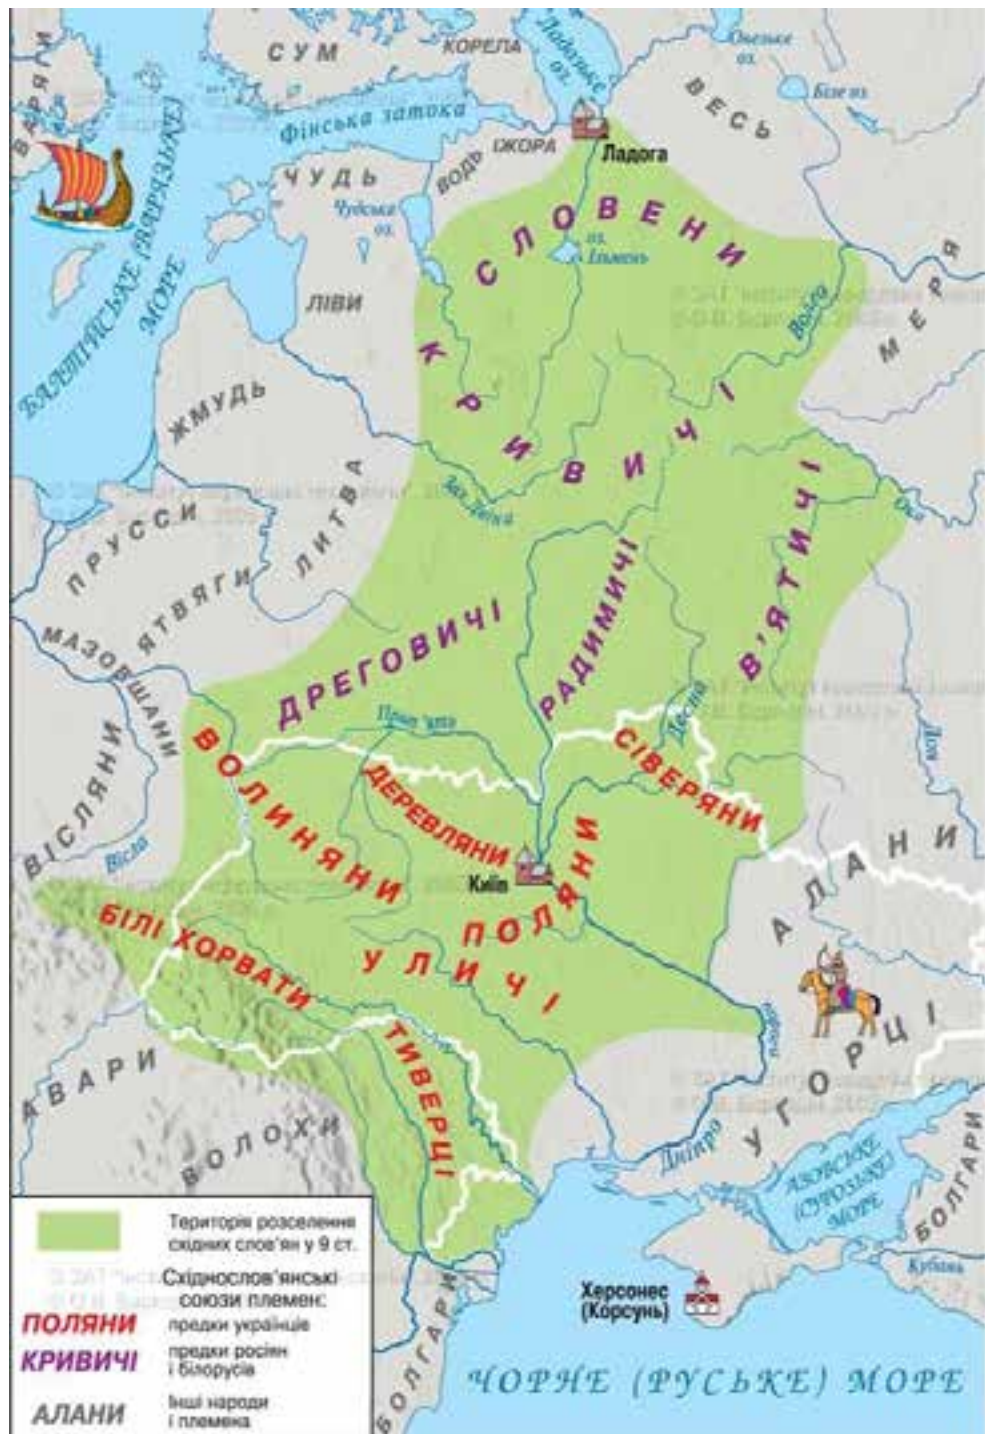 ВАРЯГИ
СУМ
КОРЕЛА
Ладозьке
оз.
Онезьке
оз.
Біле оз.
ВЕСЬ
Фінська затока
ВОДЬ
ІЖОРА
Ладога
ЧУДЬ
Чудське
оз.
БАЛТІЙСЬКЕ (ВАРЯЗЬКЕ)
МОРЕ
СЛОВЕНИ
оз.
Ільмень
ЛІВИ
Волга
МЕРЯ
КРИВИЧІ
ЖМУДЬ
Зах. Двіна
ЛИТВА
ПРУССИ
ЯТВЯГИ
Ока
В'ЯТИЧІ
РАДИМИЧІ
ДРЕГОВИЧІ
МАЗОВШАНИ
Прип'ять
Десна
Дон
ВОЛИНЯНИ
ДЕРЕВЛЯНИ
СІВЕРЯНИ
ВІСЛЯНИ
Вісла
Київ
ПОЛЯНИ
АЛАНИ
БІЛІ ХОРВАТИ
УЛИЧІ
ТИВЕРЦІ
УГОРЦІ
АВАРИ
ВОЛОХИ
Дніпро
АЗОВСЬКЕ
(СУРОЗЬКЕ)
МОРЕ
БОЛГАРИ
Кубань
Херсонес
(Корсунь)
БОЛГАРИ
ЧОРНЕ (РУСЬКЕ) МОРЕ
Територія розселення
східних слов'ян у 9 ст.
Східнослов'янські
союзи племен:
ПОЛЯНИ предки українців
КРИВИЧІ предки росіян
і білорусів
АЛАНИ Інші народи
і племена